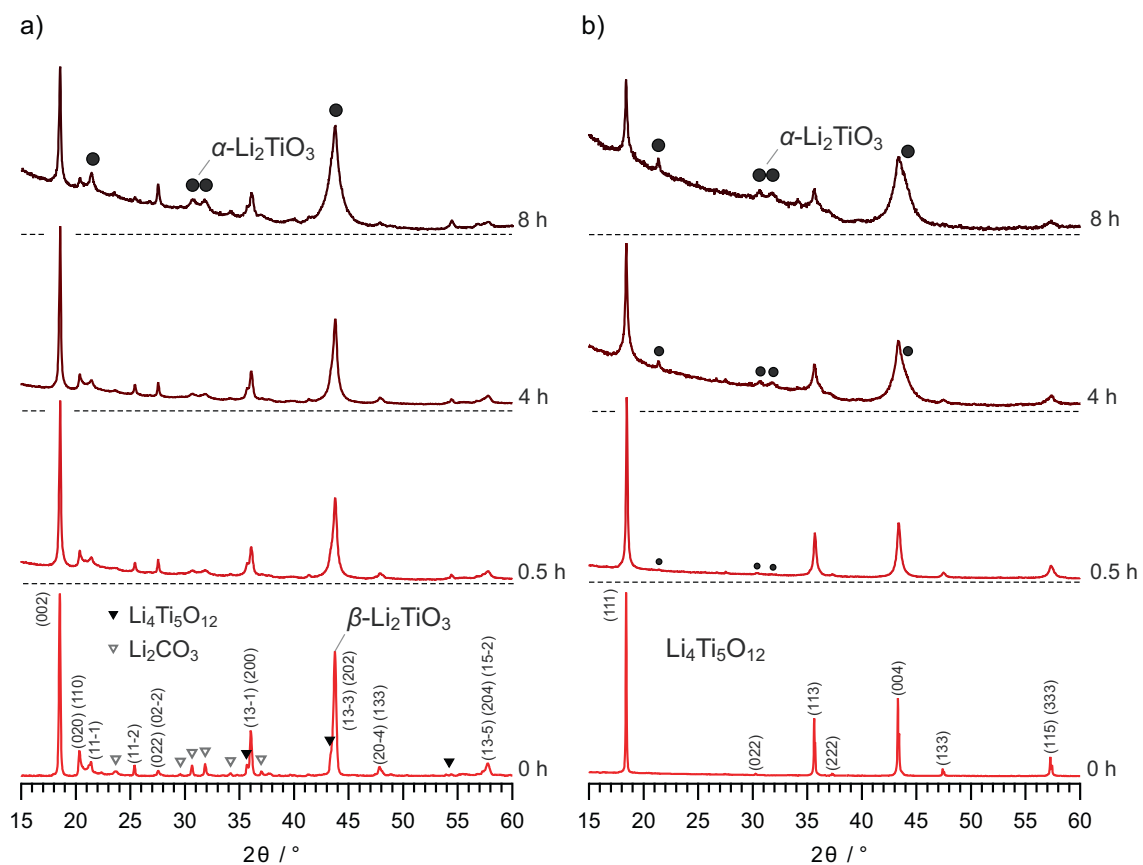 a)
α-Li2TiO3
8 h
4 h
0.5 h
(002)
Li4Ti5O12
Li2CO3
β-Li2TiO3
(020) (110)
(11-1)
(11-2)
(022) (02-2)
(13-1) (200)
(13-3) (202)
(20-4) (133)
(13-5) (204) (15-2)
0 h
15 20 25 30 35 40 45 50 55 60
2θ / °
b)
α-Li2TiO3
8 h
4 h
0.5 h
(111)
Li4Ti5O12
(022)
(113)
(222)
(004)
(133)
(115) (333)
0 h
15 20 25 30 35 40 45 50 55 60
2θ / °